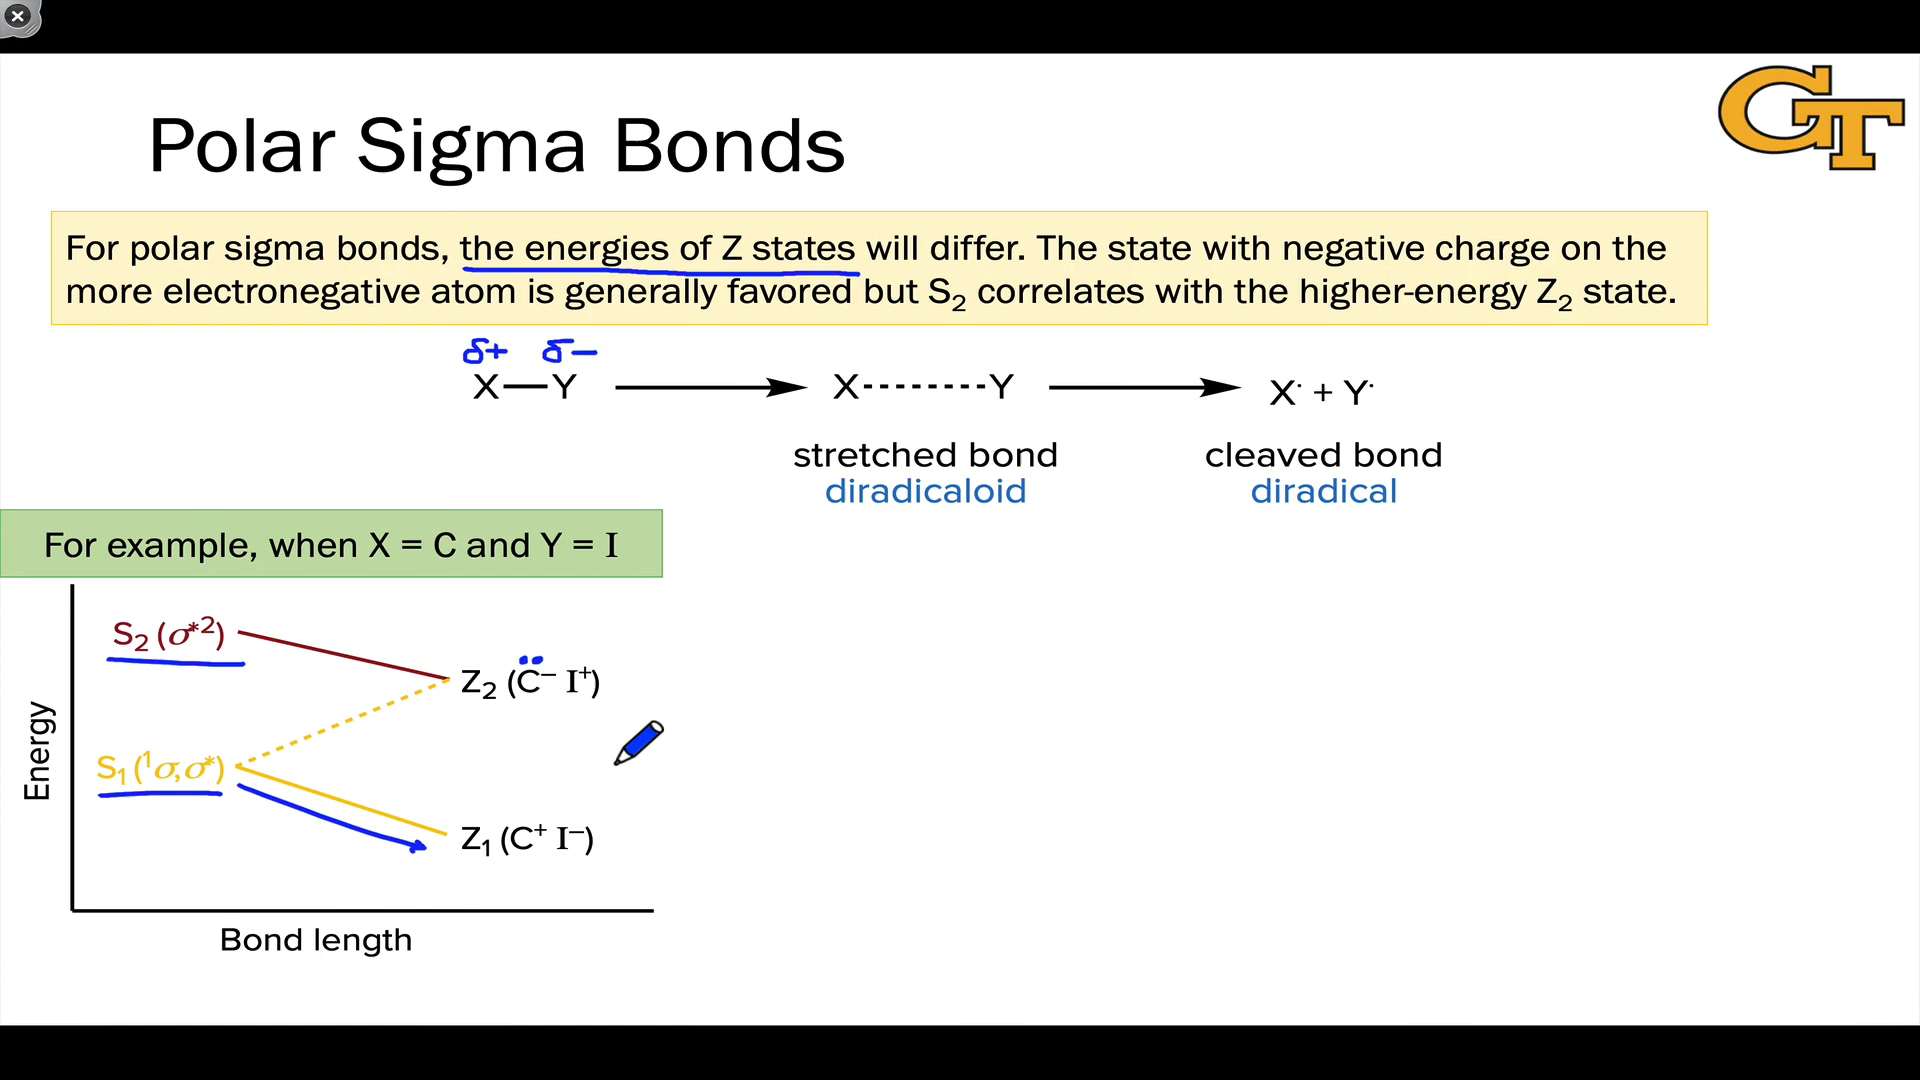 GT
Polar Sigma Bonds
For polar sigma bonds, the energies of Z states will differ. The state with negative charge on the
more electronegative atom is generally favored but S₂ correlates with the higher-energy Z₂ state.
δ+ δ−
X—Y X--------Y X· + Y·
stretched bond cleaved bond
diradicaloid diradical
For example, when X = C and Y = I
S₂ (σ*²)
Z₂ (C̈⁻ I⁺)
S₁ (¹σ,σ*)
Z₁ (C⁺ I⁻)
Energy
Bond length